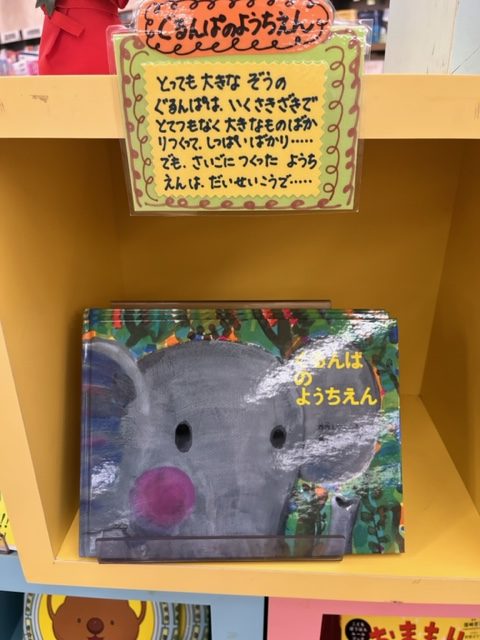 ぐるんぱのようちえん
とっても 大きな ぞうの
ぐるんぱは、いくさきざきで
とてつもなく 大きなものばか
りつくって、しっぱいばかり‥‥‥
でも、さいごに つくった ようち
えんは、だいせいこうで‥‥‥
ぐるんぱ
の
ようちえん